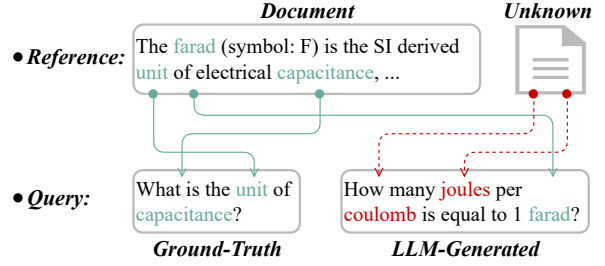 Document
Unknown
• Reference:
The farad (symbol: F) is the SI derived
unit of electrical capacitance, ...
• Query:
What is the unit of
capacitance?
How many joules per
coulomb is equal to 1 farad?
Ground-Truth
LLM-Generated